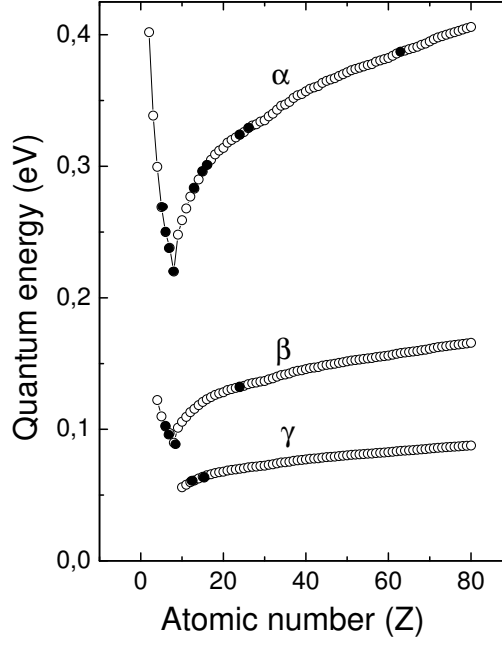 0,4
α
0,3
Quantum energy (eV)
0,2
β
0,1
γ
0,0
0 20 40 60 80
Atomic number (Z)